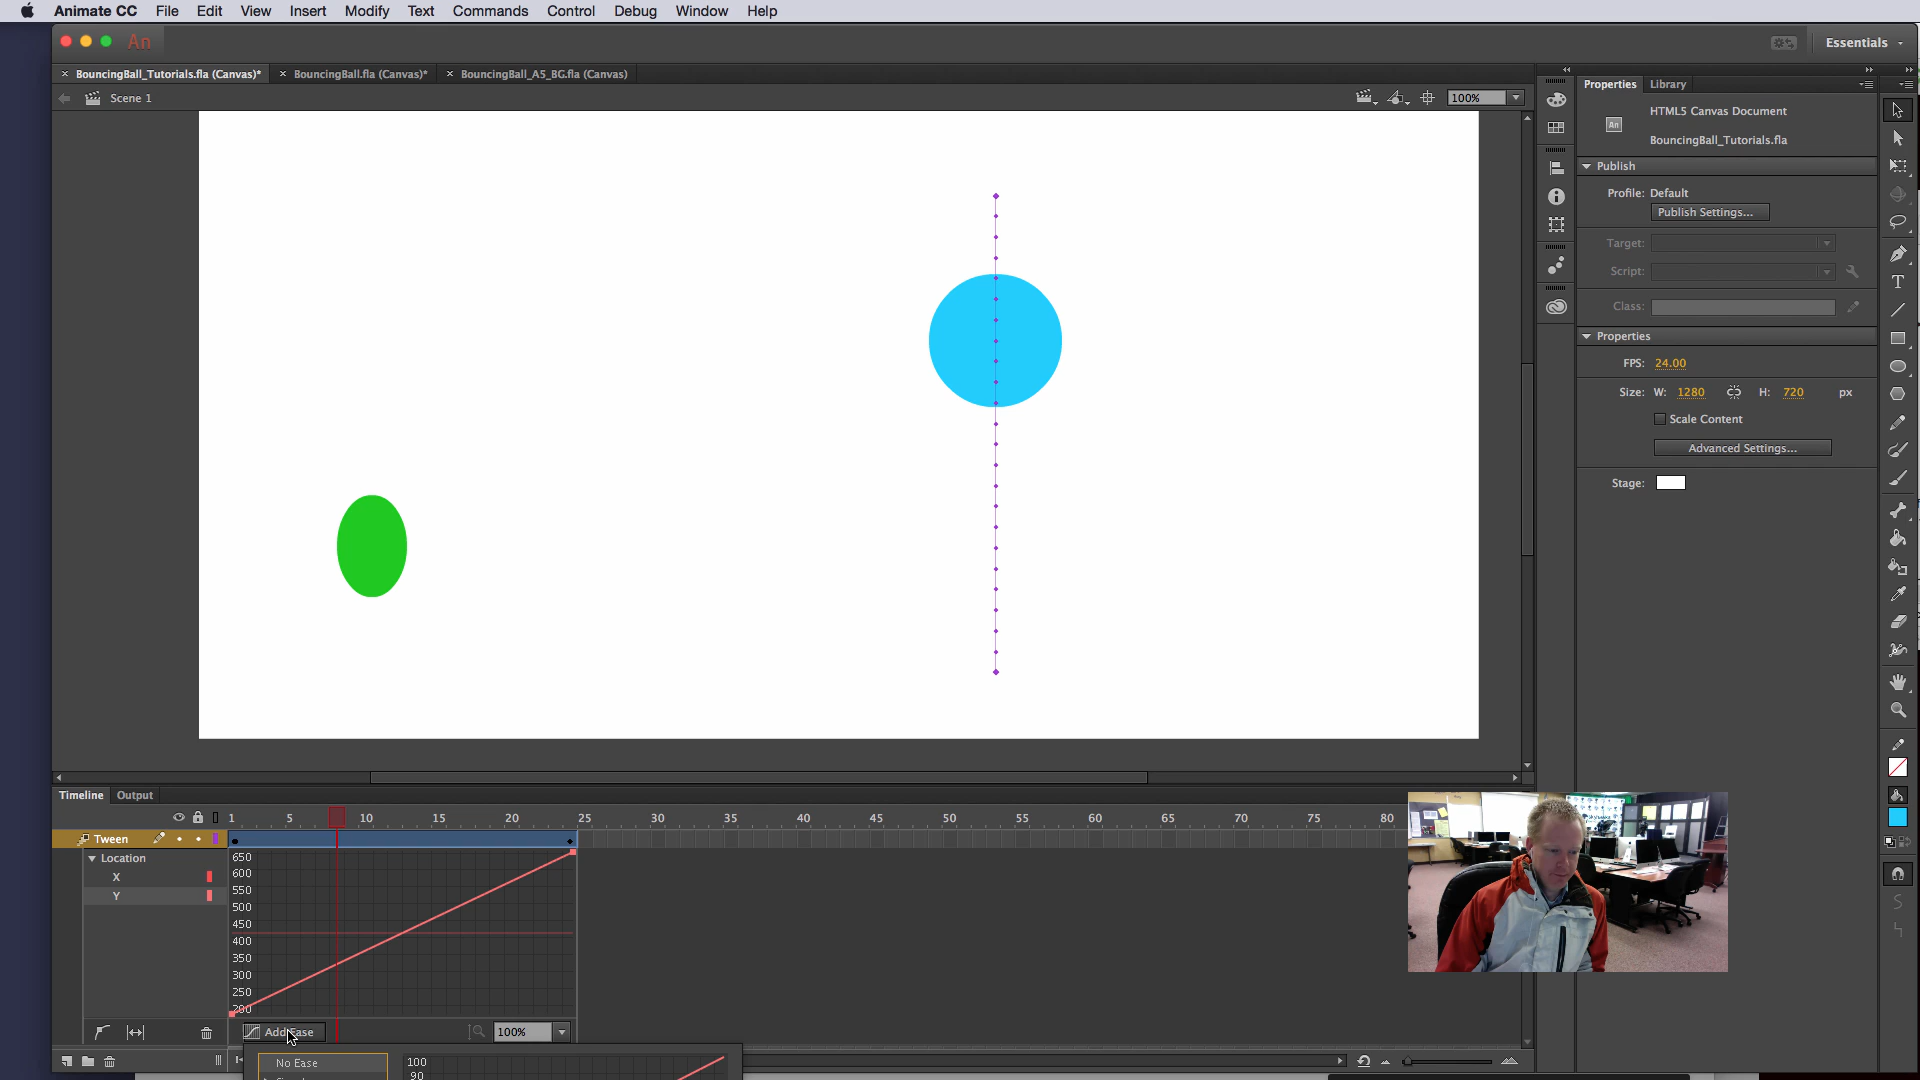 Animate CC File Edit View Insert Modify Text Commands Control Debug Window Help
An
Essentials
BouncingBall_Tutorials.fla (Canvas)* BouncingBall.fla (Canvas)* BouncingBall_A5_BG.fla (Canvas)
Scene 1
100%
Properties Library
HTML5 Canvas Document
An
BouncingBall_Tutorials.fla
Publish
Profile: Default
Publish Settings...
Target:
Script:
Class:
Properties
FPS: 24.00
Size: W: 1280 H: 720 px
Scale Content
Advanced Settings...
Stage:
Timeline Output
1 5 10 15 20 25 30 35 40 45 50 55 60 65 70 75 80
Tween
Location
X
Y
650
600
550
500
450
400
350
300
250
200
Add Ease
100%
No Ease
100
90